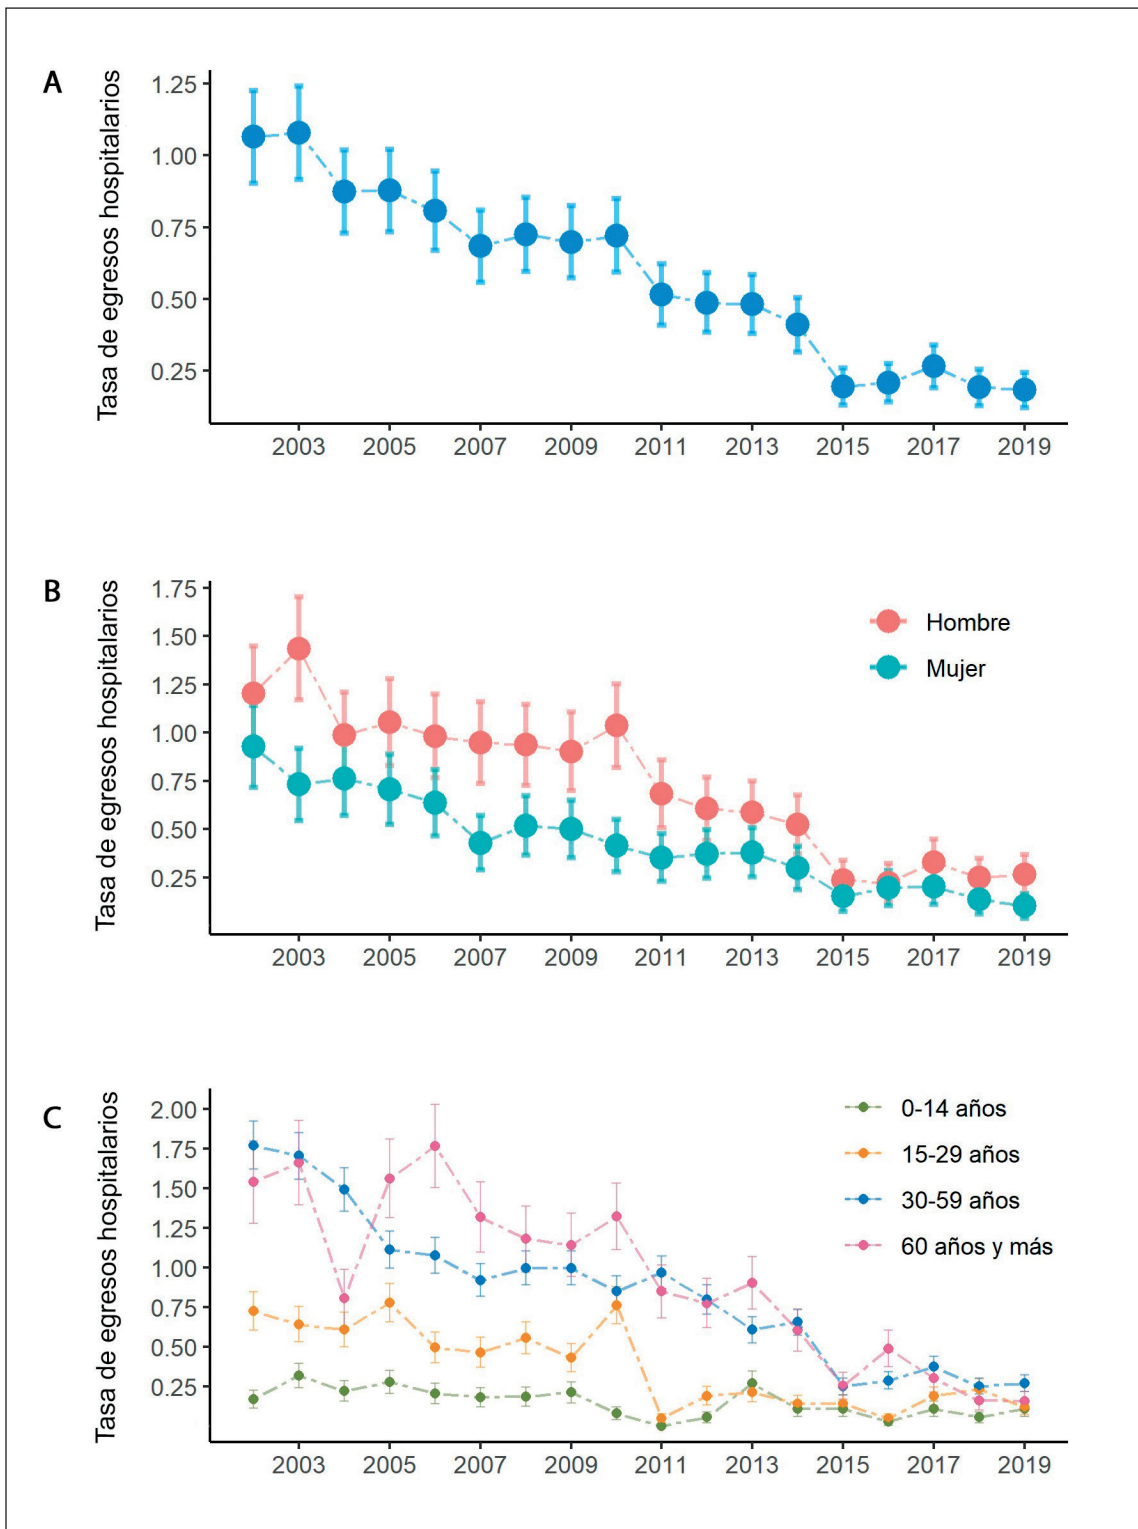 A
Tasa de egresos hospitalarios
1.25
1.00
0.75
0.50
0.25
2003 2005 2007 2009 2011 2013 2015 2017 2019
B
Tasa de egresos hospitalarios
1.75
1.50
1.25
1.00
0.75
0.50
0.25
Hombre
Mujer
2003 2005 2007 2009 2011 2013 2015 2017 2019
C
Tasa de egresos hospitalarios
2.00
1.75
1.50
1.25
1.00
0.75
0.50
0.25
0-14 años
15-29 años
30-59 años
60 años y más
2003 2005 2007 2009 2011 2013 2015 2017 2019